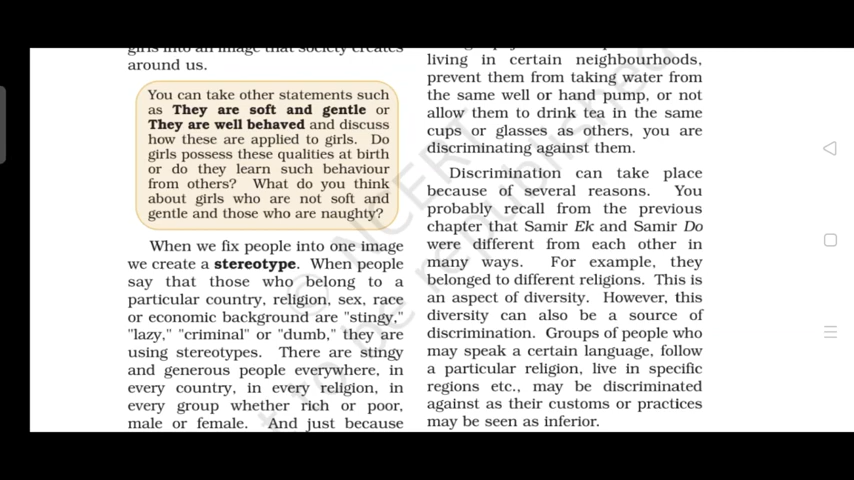 girls into an image that society creates
around us.
You can take other statements such
as They are soft and gentle or
They are well behaved and discuss
how these are applied to girls. Do
girls possess these qualities at birth
or do they learn such behaviour
from others? What do you think
about girls who are not soft and
gentle and those who are naughty?
When we fix people into one image
we create a stereotype. When people
say that those who belong to a
particular country, religion, sex, race
or economic background are "stingy,"
"lazy," "criminal" or "dumb," they are
using stereotypes. There are stingy
and generous people everywhere, in
every country, in every religion, in
every group whether rich or poor,
male or female. And just because
living in certain neighbourhoods,
prevent them from taking water from
the same well or hand pump, or not
allow them to drink tea in the same
cups or glasses as others, you are
discriminating against them.
Discrimination can take place
because of several reasons. You
probably recall from the previous
chapter that Samir Ek and Samir Do
were different from each other in
many ways. For example, they
belonged to different religions. This is
an aspect of diversity. However, this
diversity can also be a source of
discrimination. Groups of people who
may speak a certain language, follow
a particular religion, live in specific
regions etc., may be discriminated
against as their customs or practices
may be seen as inferior.
© NCERT
be republished